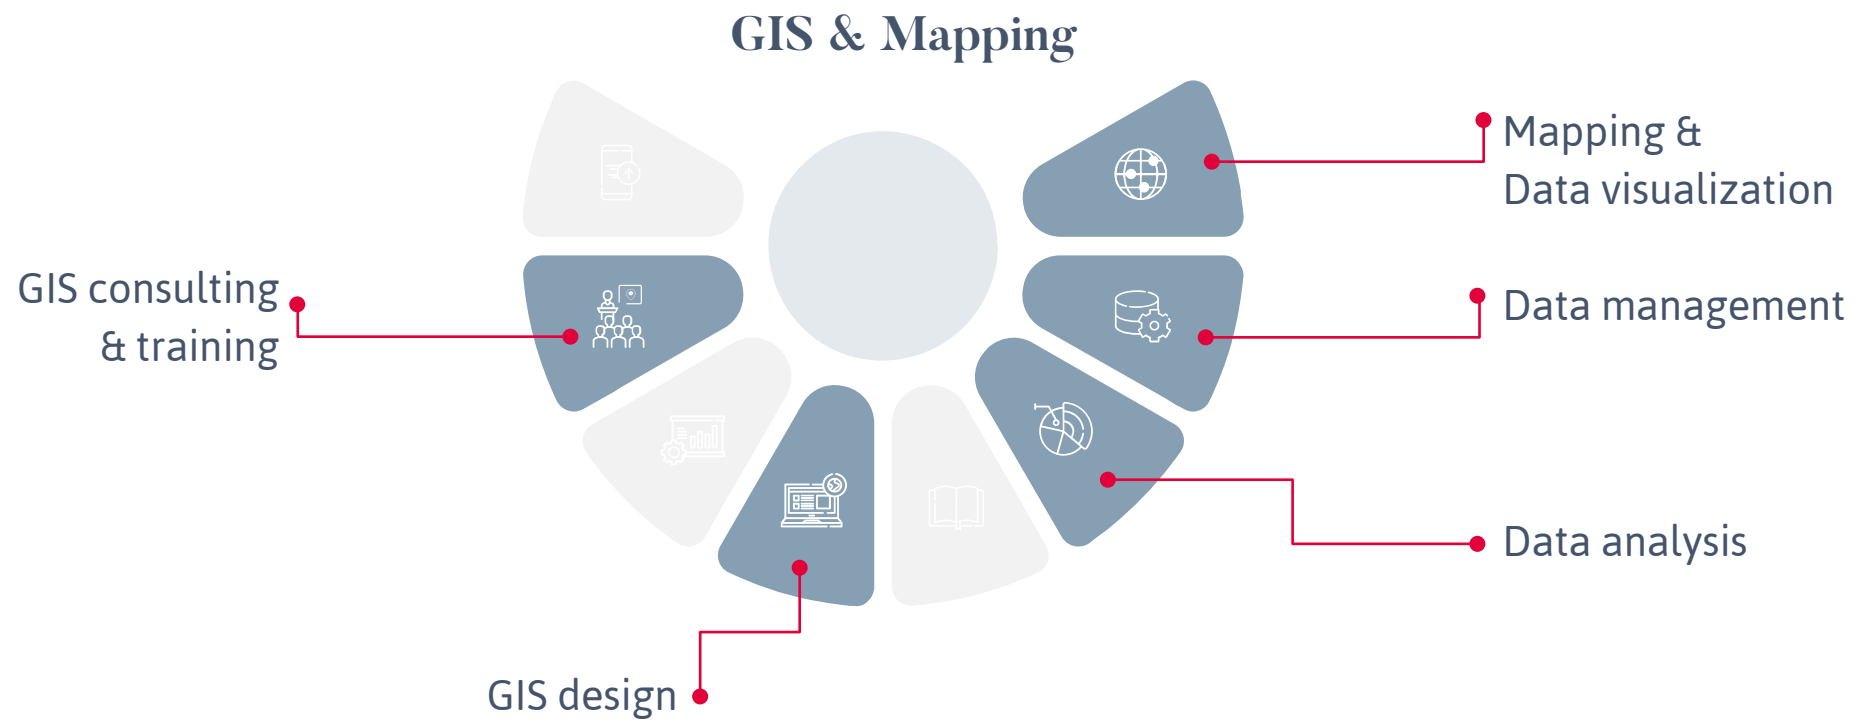 GIS & Mapping
Mapping &
Data visualization
GIS consulting
& training
Data management
Data analysis
GIS design